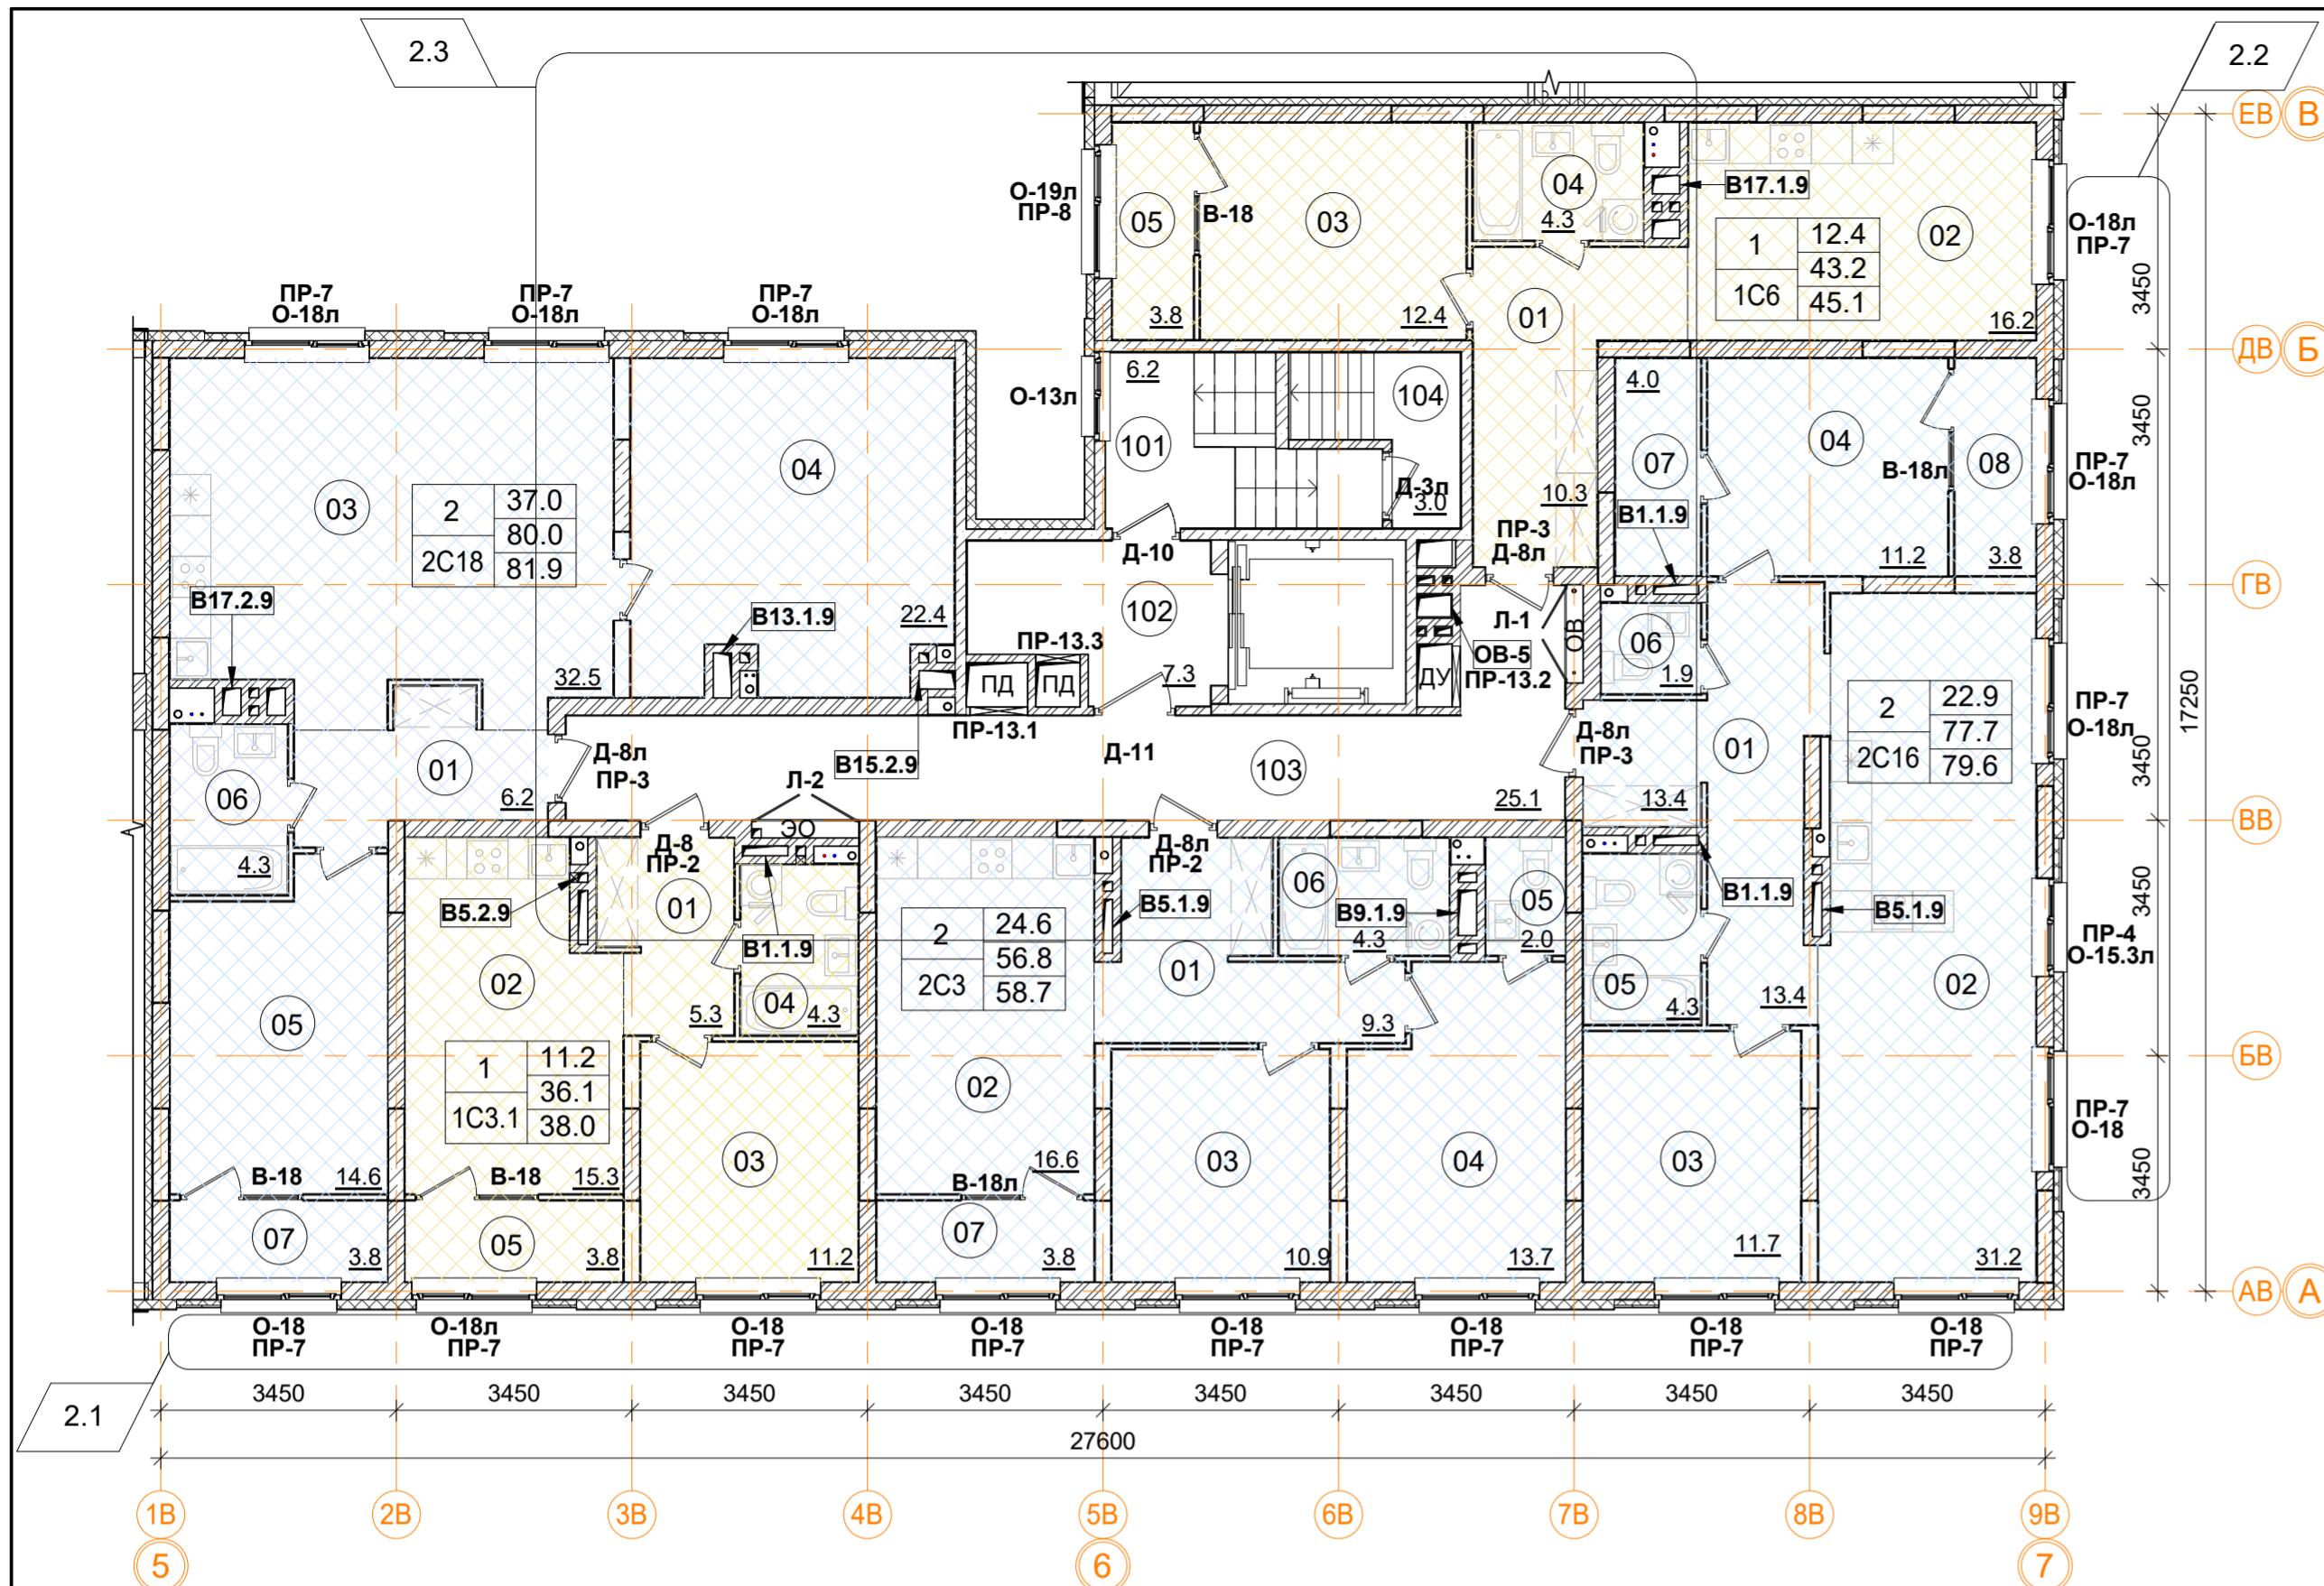 2.3
2.2
ЕВ
В
О-19л
ПР-8
05
В-18
03
04
4.3
В17.1.9
1
12.4
1С6
43.2
45.1
02
О-18л
ПР-7
3450
3.8
12.4
01
16.2
ПР-7
О-18л
ПР-7
О-18л
ПР-7
О-18л
ДВ
Б
6.2
104
О-13л
101
4.0
3450
03
04
07
04
В-18л
08
ПР-7
О-18л
Д-3л
3.0
10.3
В1.1.9
2
37.0
2С18
80.0
81.9
Д-10
ПР-3
Д-8л
11.2
3.8
ГВ
В17.2.9
В13.1.9
22.4
102
Л-1
ОВ
06
ПР-13.3
ОВ-5
ПР-13.2
1.9
32.5
ПД
ПД
7.3
ДУ
2
22.9
2С16
77.7
79.6
ПР-7
О-18л
17250
ПР-13.1
Д-8л
ПР-3
В15.2.9
Д-11
103
Д-8л
ПР-3
01
3450
06
01
6.2
Л-2
25.1
13.4
ВВ
4.3
ЭО
Д-8
ПР-2
Д-8л
ПР-2
06
05
В5.2.9
01
В1.1.9
В5.1.9
В9.1.9
В1.1.9
В5.1.9
3450
2
24.6
2С3
56.8
58.7
4.3
2.0
ПР-4
О-15.3л
02
04
01
05
02
05
5.3
4.3
9.3
4.3
13.4
1
11.2
1С3.1
36.1
38.0
БВ
02
ПР-7
О-18
03
03
04
03
В-18
14.6
В-18
15.3
В-18л
16.6
3450
07
05
07
3.8
3.8
11.2
3.8
10.9
13.7
11.7
31.2
АВ
А
О-18
ПР-7
О-18л
ПР-7
О-18
ПР-7
О-18
ПР-7
О-18
ПР-7
О-18
ПР-7
О-18
ПР-7
О-18
ПР-7
2.1
3450
3450
3450
3450
3450
3450
3450
3450
27600
1В
2В
3В
4В
5В
6В
7В
8В
9В
5
6
7